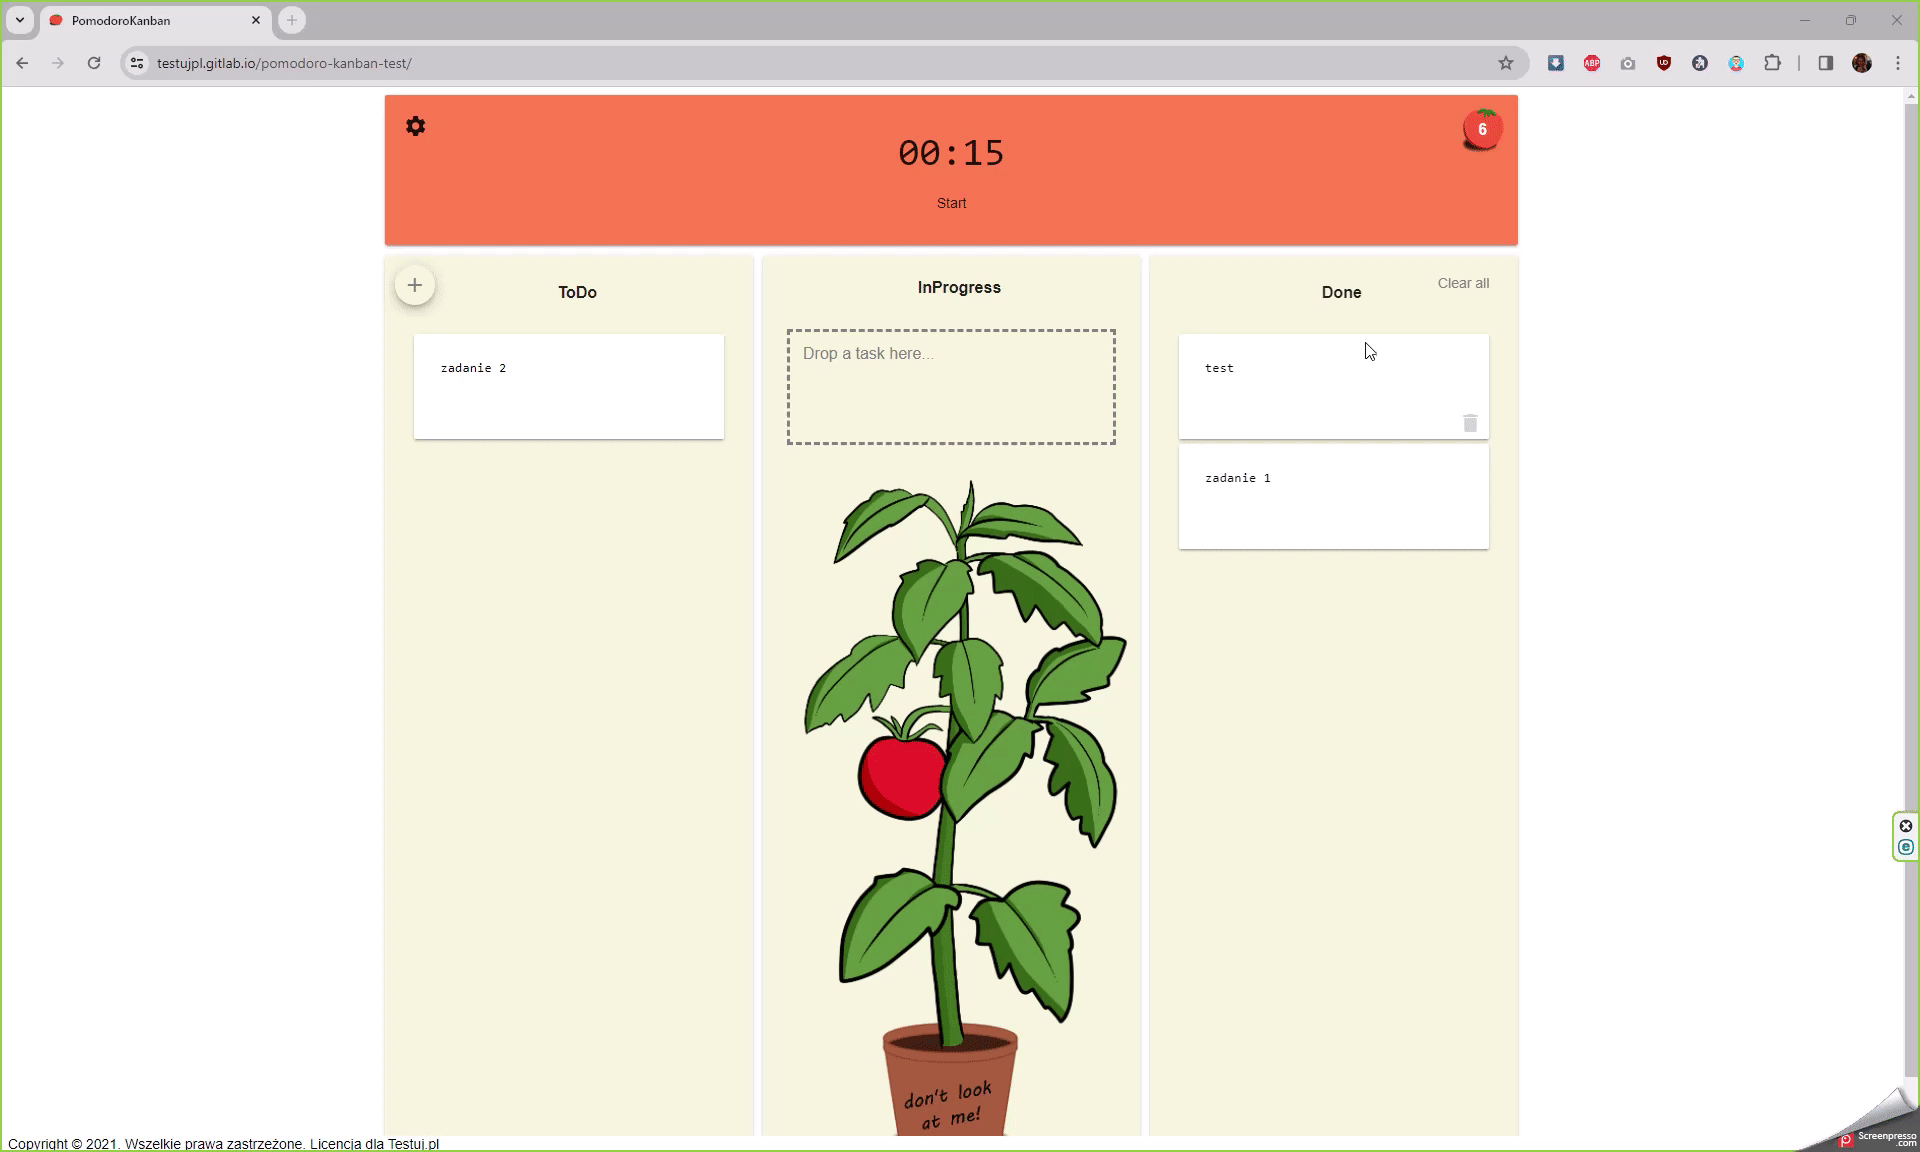 PomodoroKanban
testujpl.gitlab.io/pomodoro-kanban-test/
ABP
6
00:15
Start
ToDo
InProgress
Done
Clear all
zadanie 2
Drop a task here...
test
zadanie 1
don't look
at me!
Copyright © 2021. Wszelkie prawa zastrzeżone. Licencja dla Testuj.pl
Screenpresso
.com